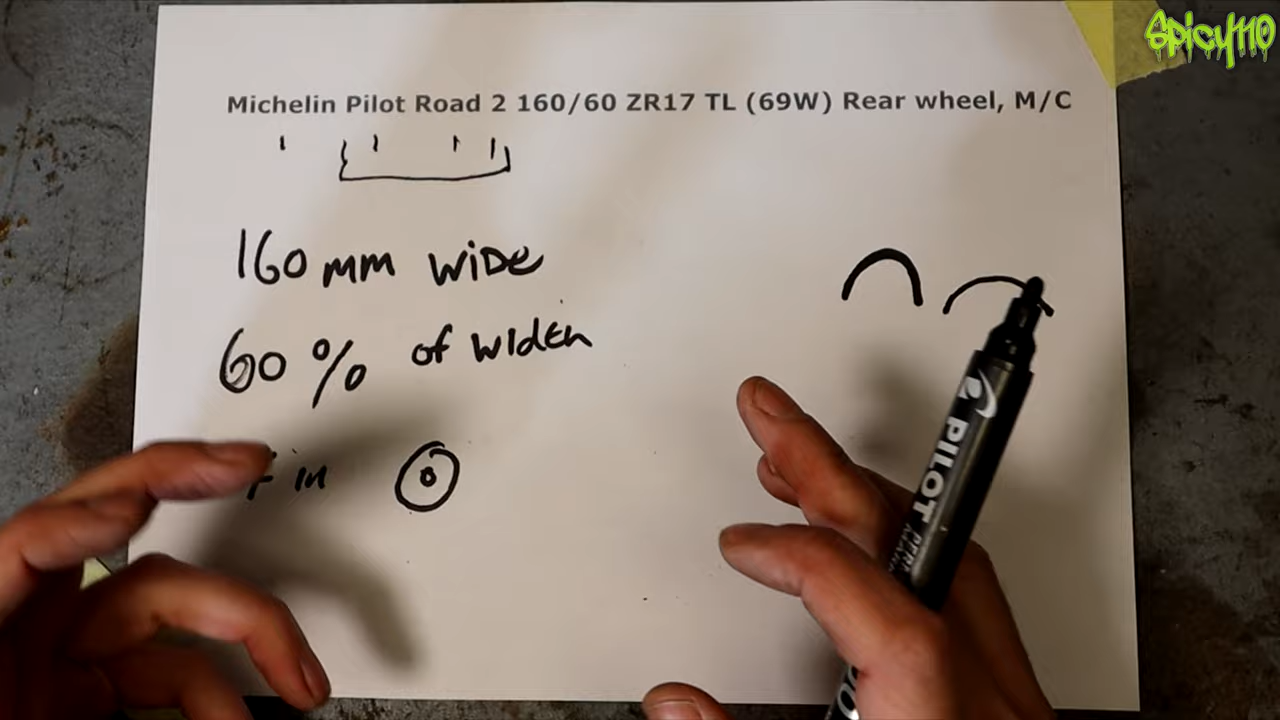 Spicy110
Michelin Pilot Road 2 160/60 ZR17 TL (69W) Rear wheel, M/C
160 mm wide
60 % of width
in
PILOT